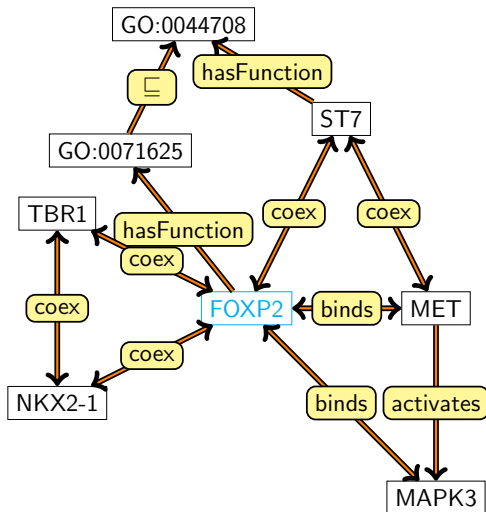 GO:0044708
hasFunction
⊑
ST7
GO:0071625
TBR1
coex
coex
hasFunction
coex
coex
FOXP2
binds
MET
coex
NKX2-1
binds
activates
MAPK3